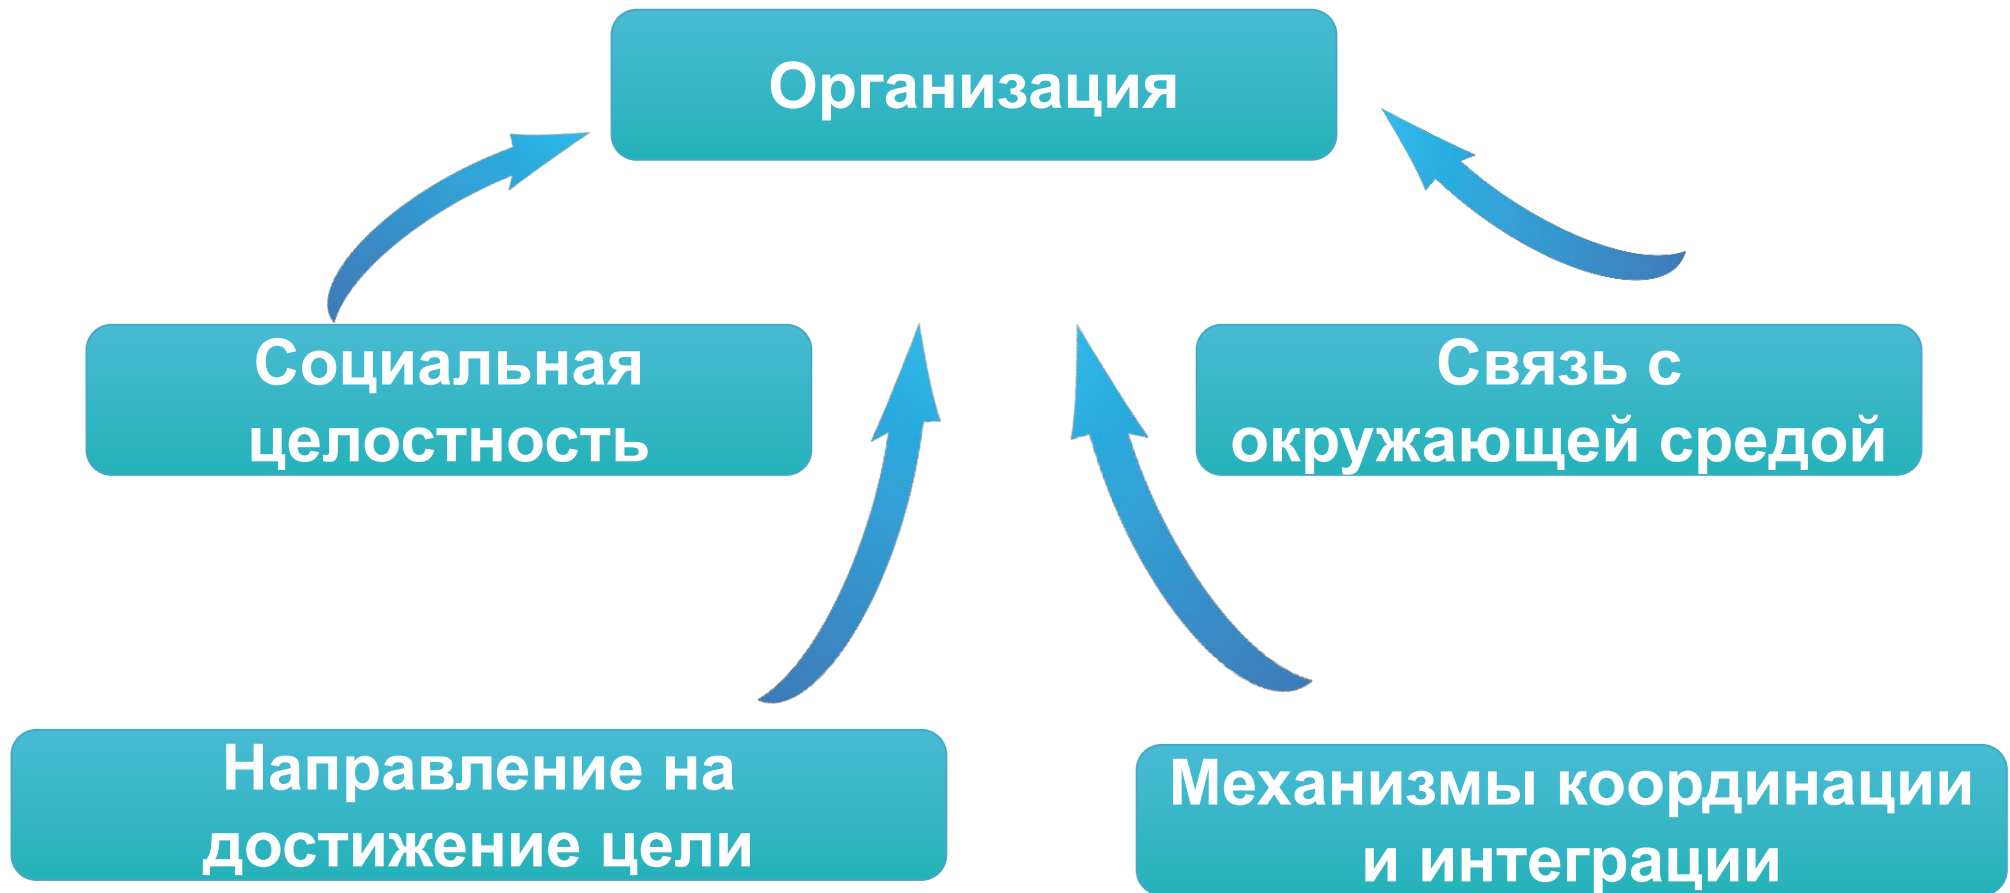 Организация
Социальная
целостность
Связь с
окружающей средой
Направление на
достижение цели
Механизмы координации
и интеграции